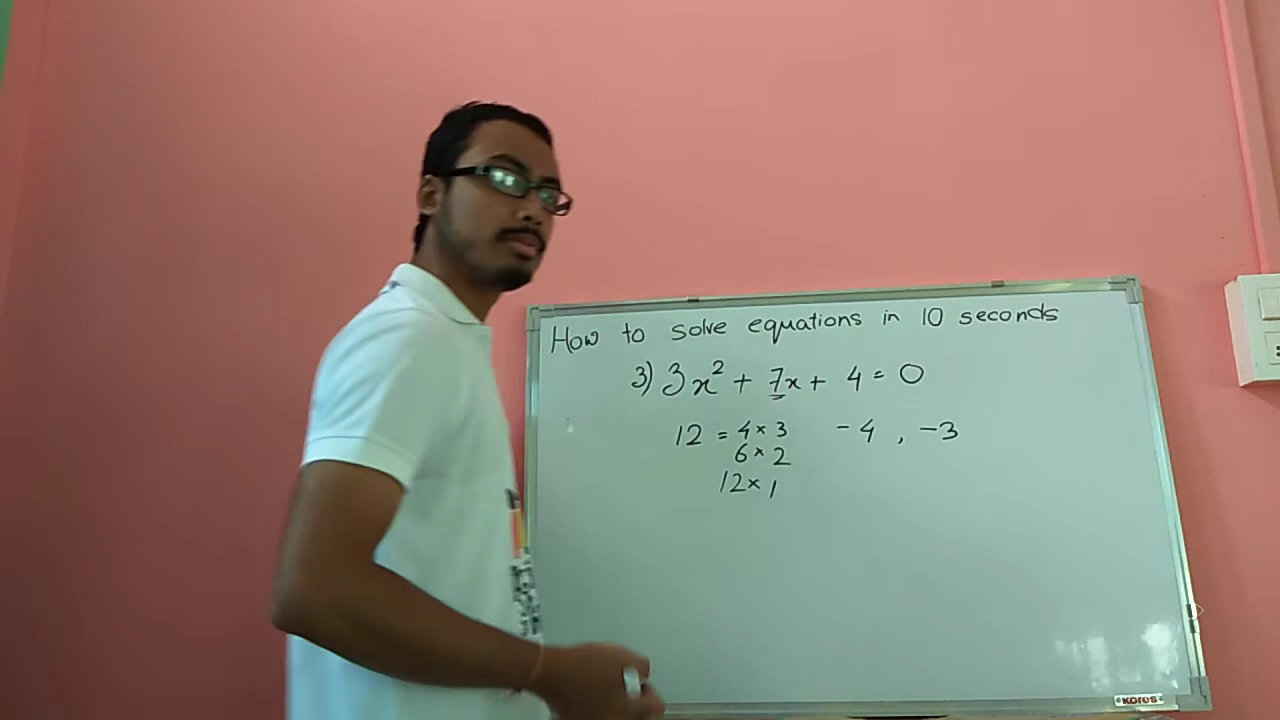 How to solve equations in 10 seconds
3) 3x² + 7x + 4 = 0
12 = 4 × 3 - 4 , -3
6 × 2
12 × 1
KOROS